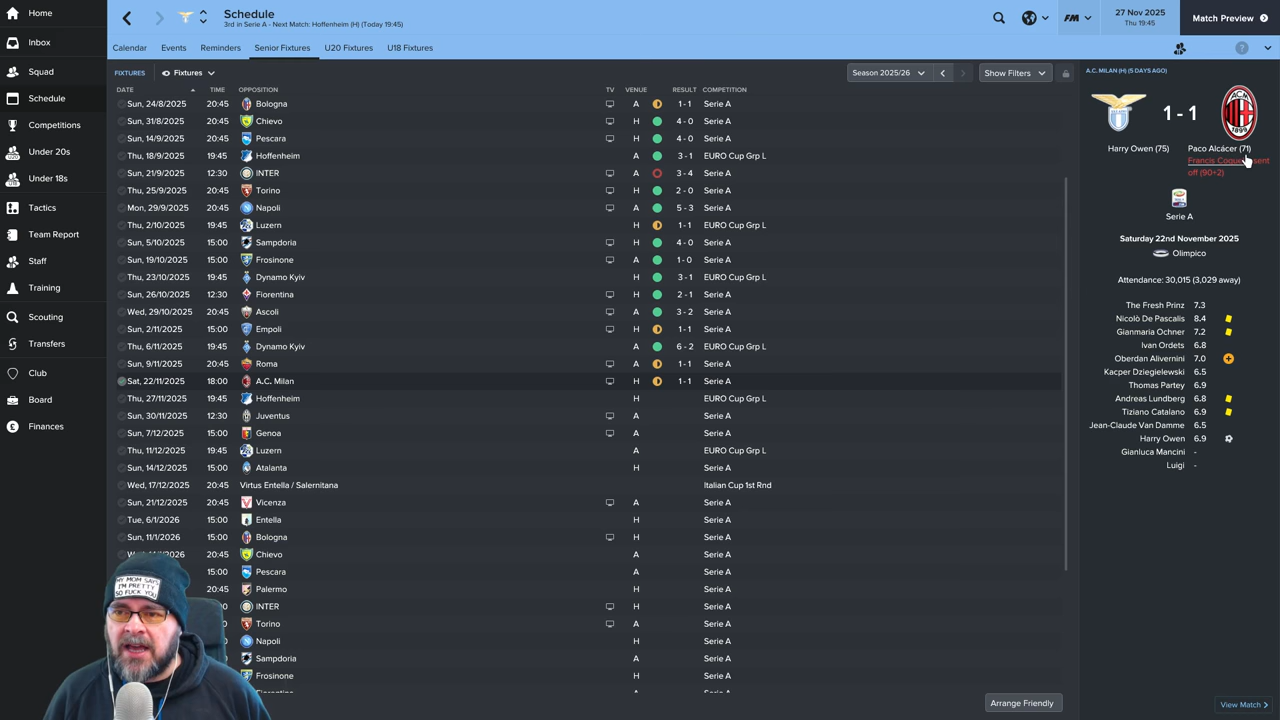 Home
Inbox
Squad
Schedule
Competitions
Under 20s
Under 18s
Tactics
Team Report
Staff
Training
Scouting
Transfers
Club
Board
Finances
Schedule
3rd in Serie A - Next Match: Hoffenheim (H) (Today 19:45)
FM
27 Nov 2025
Thu 19:45
Match Preview
Calendar Events Reminders Senior Fixtures U20 Fixtures U18 Fixtures
?
FIXTURES Fixtures Season 2025/26 Show Filters
DATE TIME OPPOSITION TV VENUE RESULT COMPETITION
Sun, 24/8/2025 20:45 Bologna A 1-1 Serie A
Sun, 31/8/2025 20:45 Chievo H 4-0 Serie A
Sun, 14/9/2025 20:45 Pescara H 4-0 Serie A
Thu, 18/9/2025 19:45 Hoffenheim A 3-1 EURO Cup Grp L
Sun, 21/9/2025 12:30 INTER A 3-4 Serie A
Thu, 25/9/2025 20:45 Torino H 2-0 Serie A
Mon, 29/9/2025 20:45 Napoli A 5-3 Serie A
Thu, 2/10/2025 19:45 Luzern H 1-1 EURO Cup Grp L
Sun, 5/10/2025 15:00 Sampdoria H 4-0 Serie A
Sun, 19/10/2025 15:00 Frosinone A 1-0 Serie A
Thu, 23/10/2025 19:45 Dynamo Kyiv H 3-1 EURO Cup Grp L
Sun, 26/10/2025 12:30 Fiorentina H 2-1 Serie A
Wed, 29/10/2025 20:45 Ascoli A 3-2 Serie A
Sun, 2/11/2025 15:00 Empoli H 1-1 Serie A
Thu, 6/11/2025 19:45 Dynamo Kyiv A 6-2 EURO Cup Grp L
Sun, 9/11/2025 20:45 Roma A 1-1 Serie A
Sat, 22/11/2025 18:00 A.C. Milan H 1-1 Serie A
Thu, 27/11/2025 19:45 Hoffenheim H EURO Cup Grp L
Sun, 30/11/2025 12:30 Juventus A Serie A
Sun, 7/12/2025 15:00 Genoa H Serie A
Thu, 11/12/2025 19:45 Luzern A EURO Cup Grp L
Sun, 14/12/2025 15:00 Atalanta H Serie A
Wed, 17/12/2025 20:45 Virtus Entella / Salernitana Italian Cup 1st Rnd
Sun, 21/12/2025 20:45 Vicenza A Serie A
Tue, 6/1/2026 15:00 Entella H Serie A
Sun, 11/1/2026 15:00 Bologna H Serie A
20:45 Chievo A Serie A
15:00 Pescara A Serie A
20:45 Palermo A Serie A
INTER H Serie A
Torino A Serie A
Napoli H Serie A
Sampdoria A Serie A
Frosinone H Serie A
Arrange Friendly
A.C. MILAN (H) (5 DAYS AGO)
1 - 1
ACM
1899
Harry Owen (75) Paco Alcácer (71)
off (90+2)
Serie A
Saturday 22nd November 2025
Olimpico
Attendance: 30,015 (3,029 away)
The Fresh Prinz 7.3
Nicolò De Pascalis 8.4
Gianmaria Ochner 7.2
Ivan Ordets 6.8
Oberdan Alivernini 7.0
Kacper Dziegielewski 6.5
Thomas Partey 6.9
Andreas Lundberg 6.8
Tiziano Catalano 6.9
Jean-Claude Van Damme 6.5
Harry Owen 6.9
Gianluca Mancini -
Luigi -
View Match
MY MOM SAYS
I'M PRETTY
SO FUCK YOU